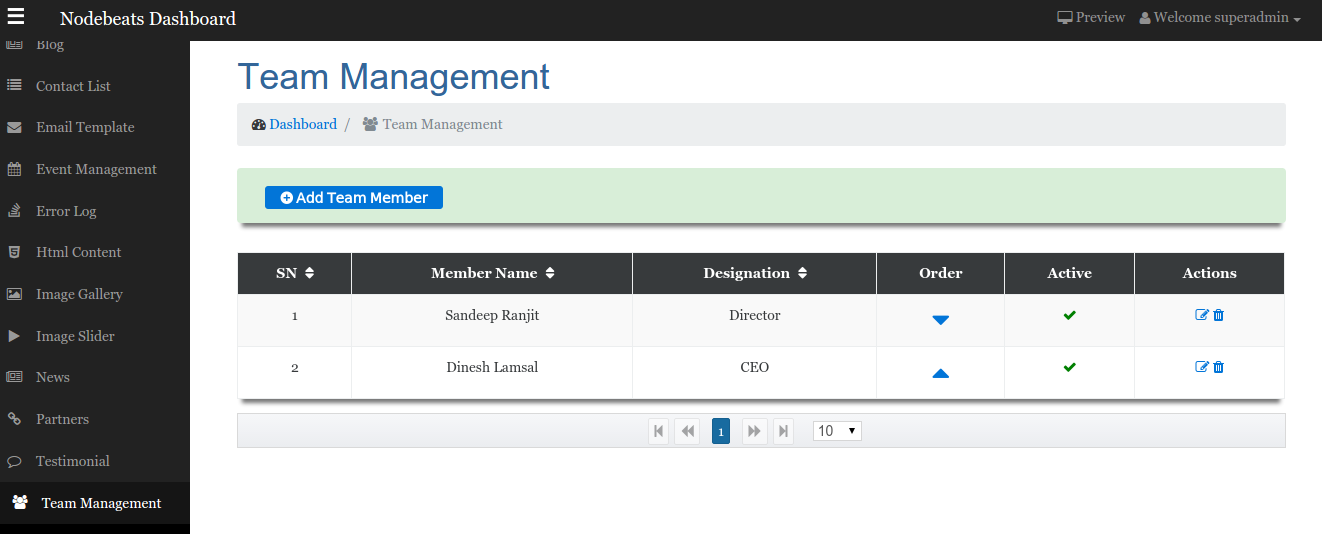 Nodebeats Dashboard
Preview Welcome superadmin
Blog
Contact List
Email Template
Event Management
Error Log
Html Content
Image Gallery
Image Slider
News
Partners
Testimonial
Team Management
Team Management
Dashboard / Team Management
Add Team Member
SN Member Name Designation Order Active Actions
1 Sandeep Ranjit Director
2 Dinesh Lamsal CEO
1 10